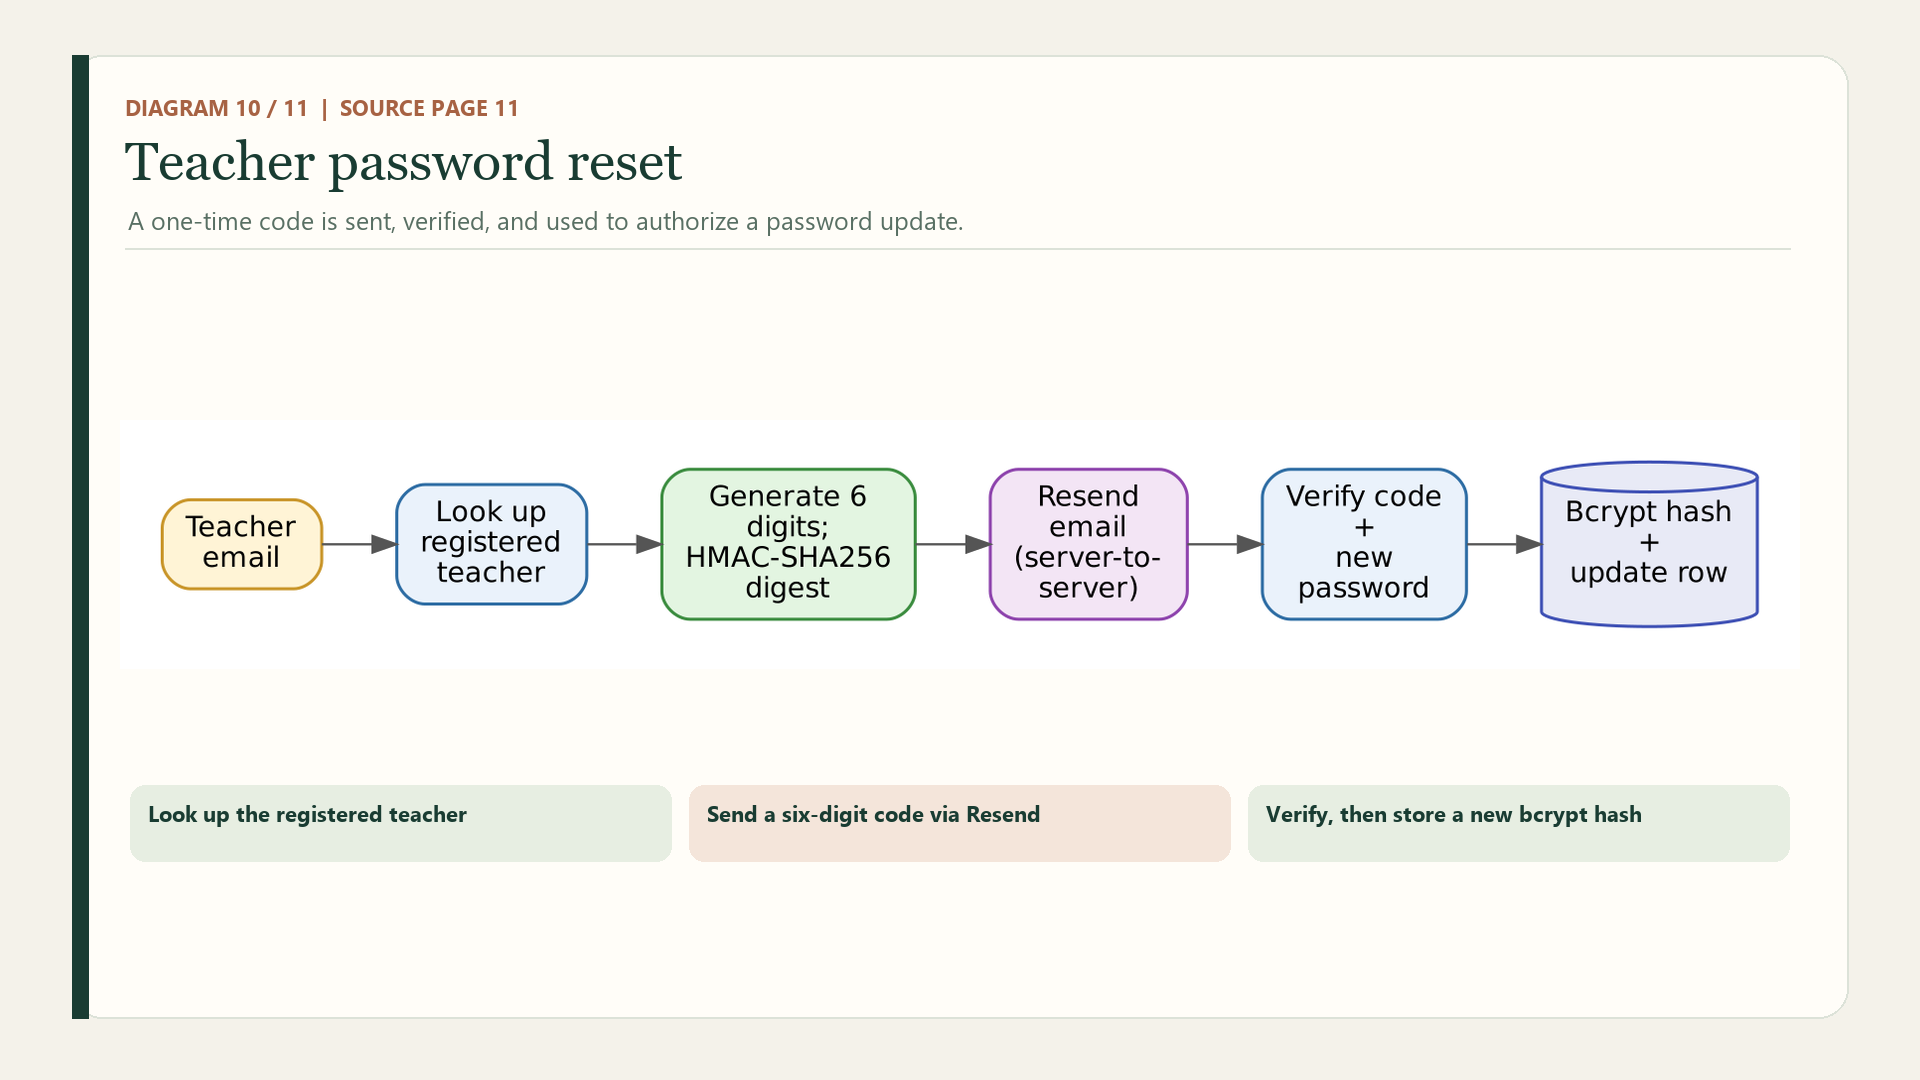 DIAGRAM 10 / 11 | SOURCE PAGE 11
Teacher password reset
A one-time code is sent, verified, and used to authorize a password update.
Teacher
email
Look up
registered
teacher
Generate 6
digits;
HMAC-SHA256
digest
Resend
email
(server-to-
server)
Verify code
+
new
password
Bcrypt hash
+
update row
Look up the registered teacher
Send a six-digit code via Resend
Verify, then store a new bcrypt hash